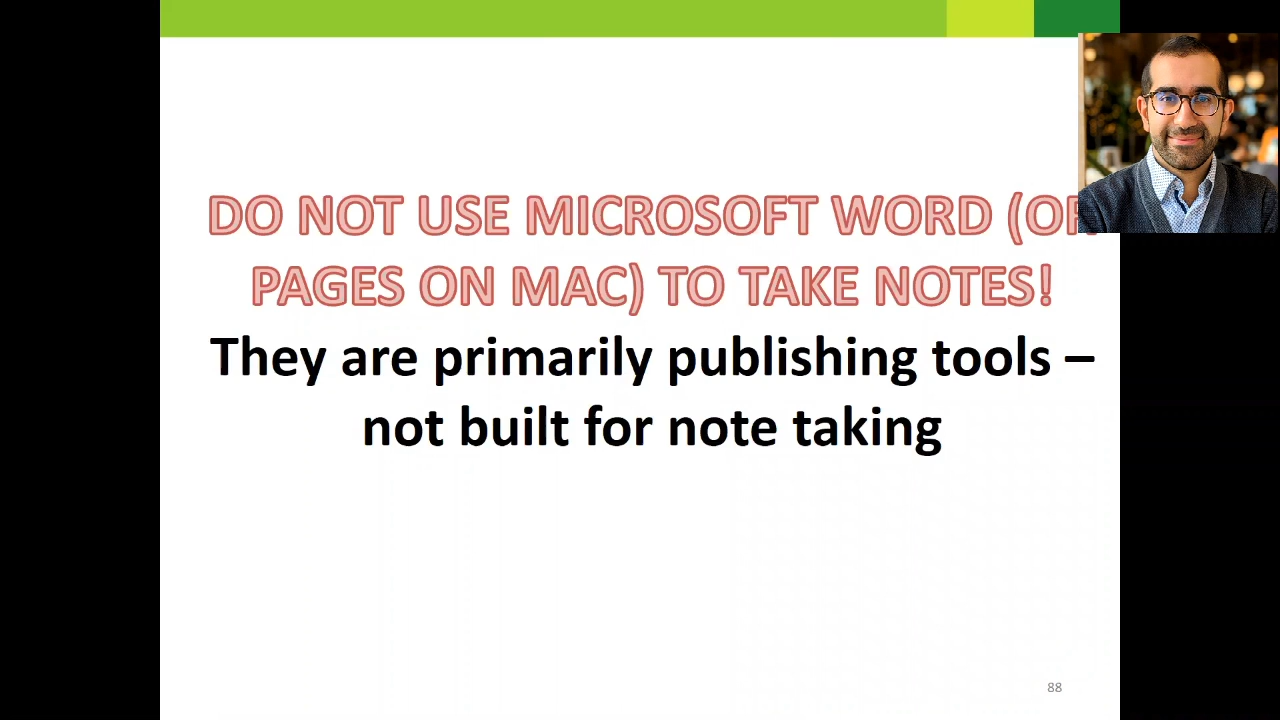 DO NOT USE MICROSOFT WORD (OR
PAGES ON MAC) TO TAKE NOTES!
They are primarily publishing tools –
not built for note taking
88